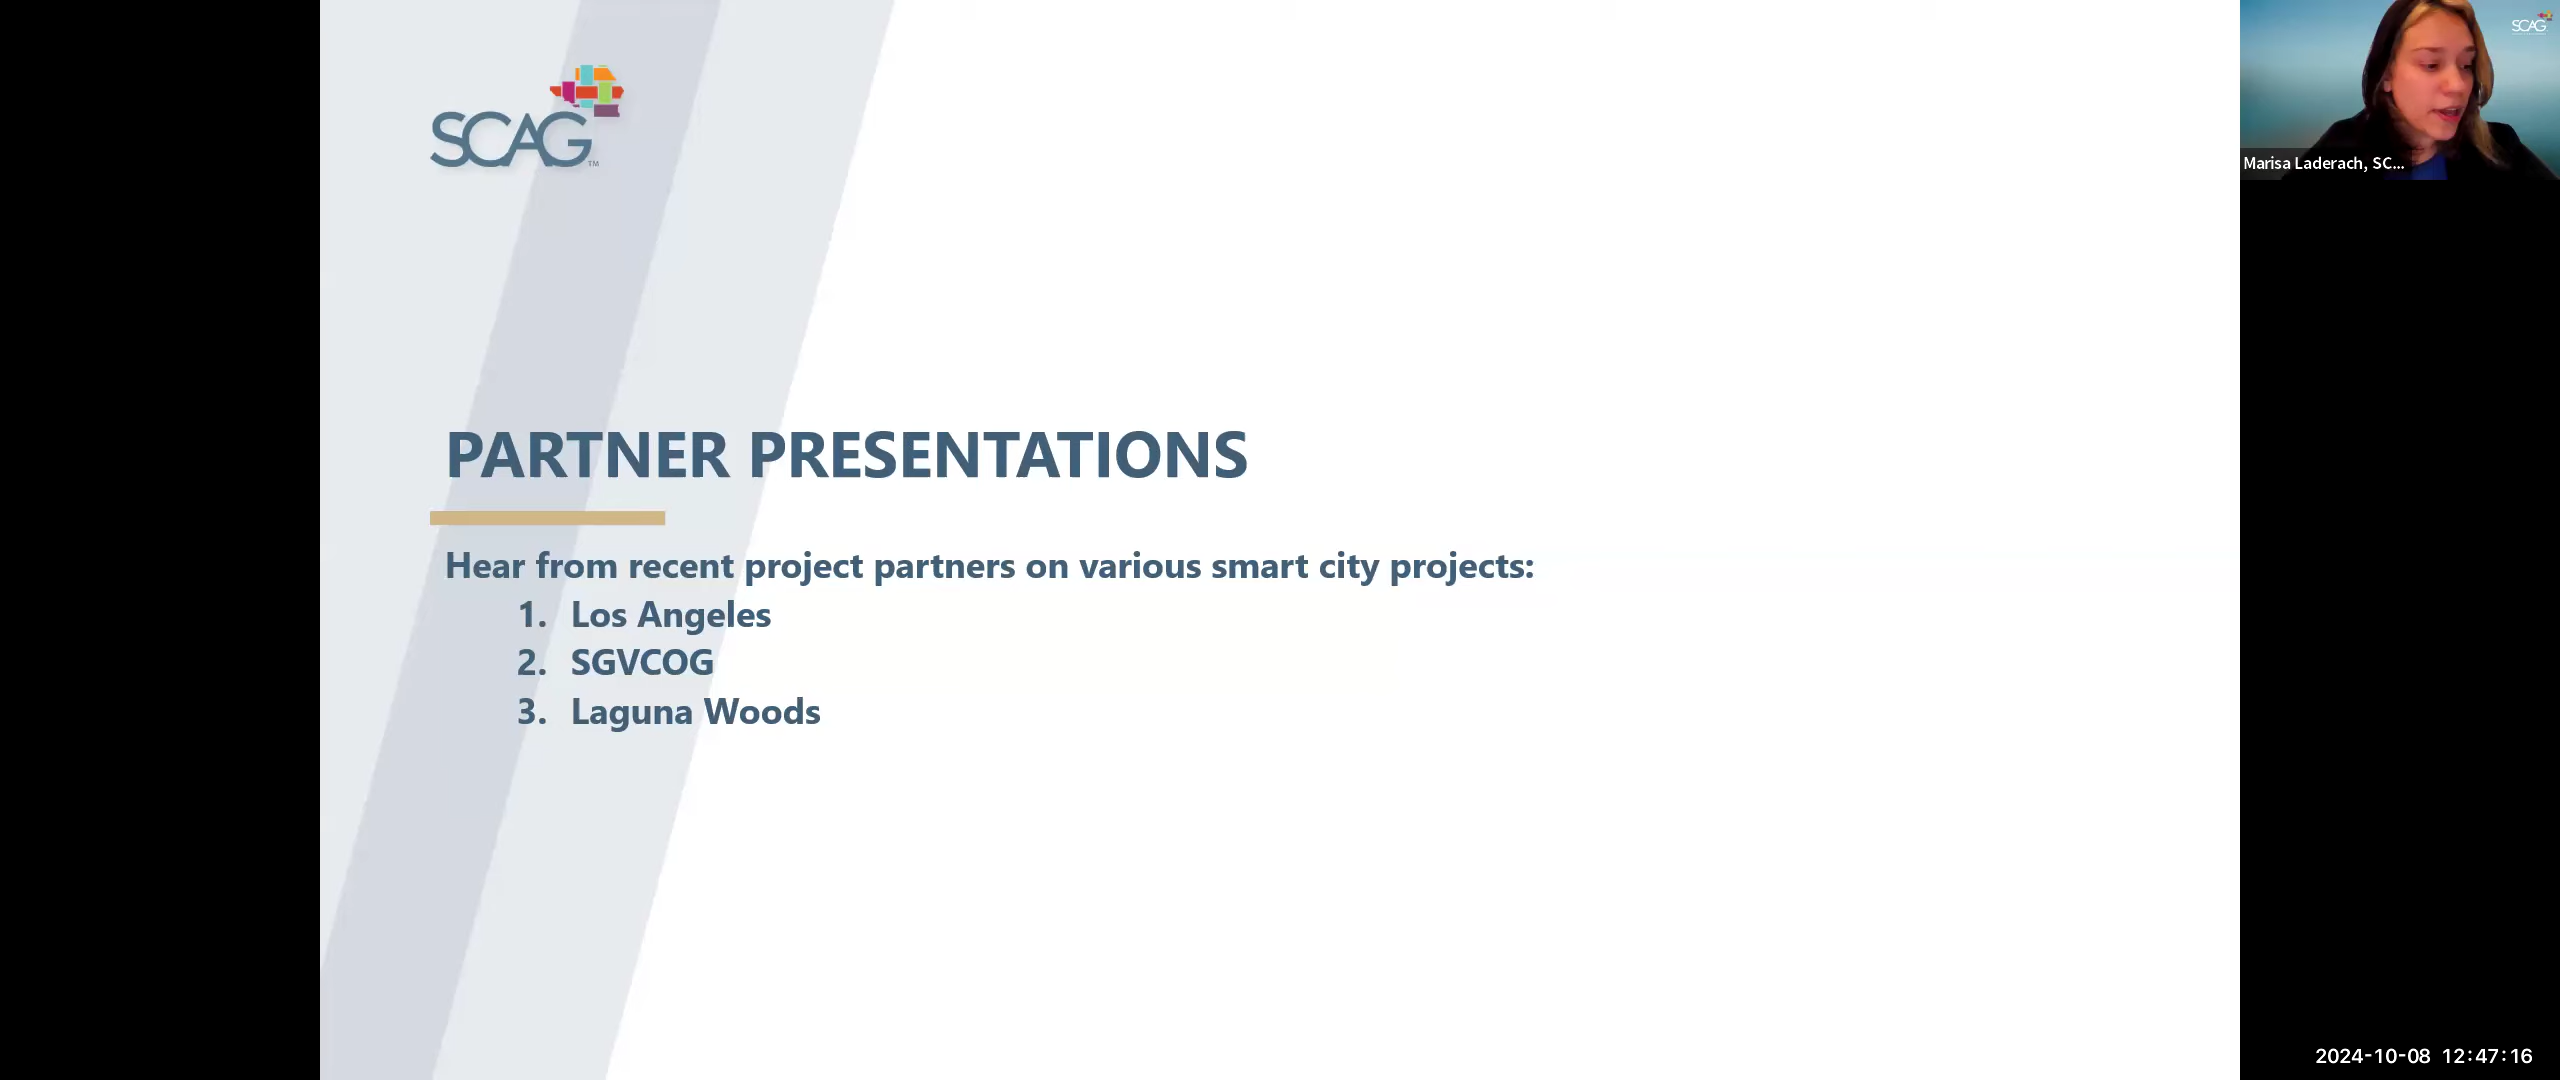 SCAG
TM
PARTNER PRESENTATIONS
Hear from recent project partners on various smart city projects:
1. Los Angeles
2. SGVCOG
3. Laguna Woods
SCAG
Marisa Laderach, SC...
2024-10-08 12:47:16